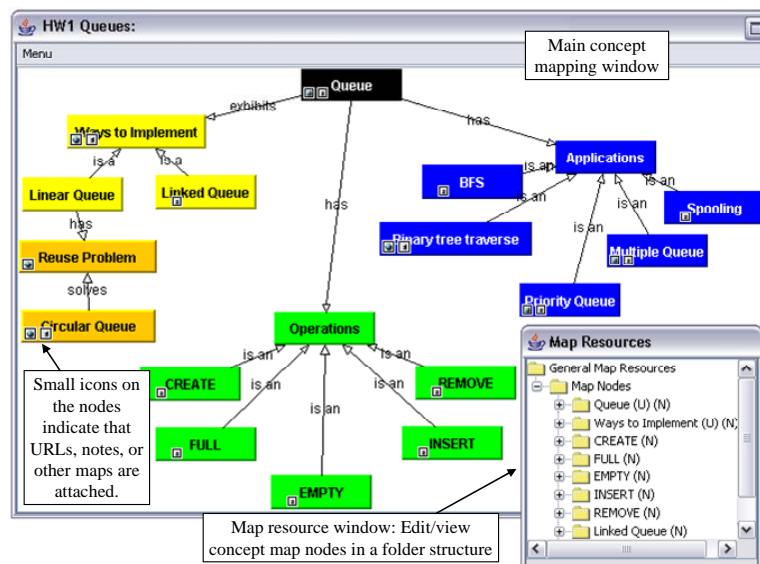 HW1 Queues:
Menu
Main concept
mapping window
Queue
exhibits
has
has
Ways to Implement
is a
is a
Linear Queue
Linked Queue
has
Reuse Problem
solves
Circular Queue
Applications
is an
BFS
is an
Binary tree traverse
is an
Spooling
is an
Multiple Queue
is an
Priority Queue
Operations
is an
CREATE
is an
FULL
is an
EMPTY
is an
INSERT
is an
REMOVE
Small icons on
the nodes
indicate that
URLs, notes, or
other maps are
attached.
Map resource window: Edit/view
concept map nodes in a folder structure
Map Resources
General Map Resources
Map Nodes
Queue (U) (N)
Ways to Implement (U) (N)
CREATE (N)
FULL (N)
EMPTY (N)
INSERT (N)
REMOVE (N)
Linked Queue (N)